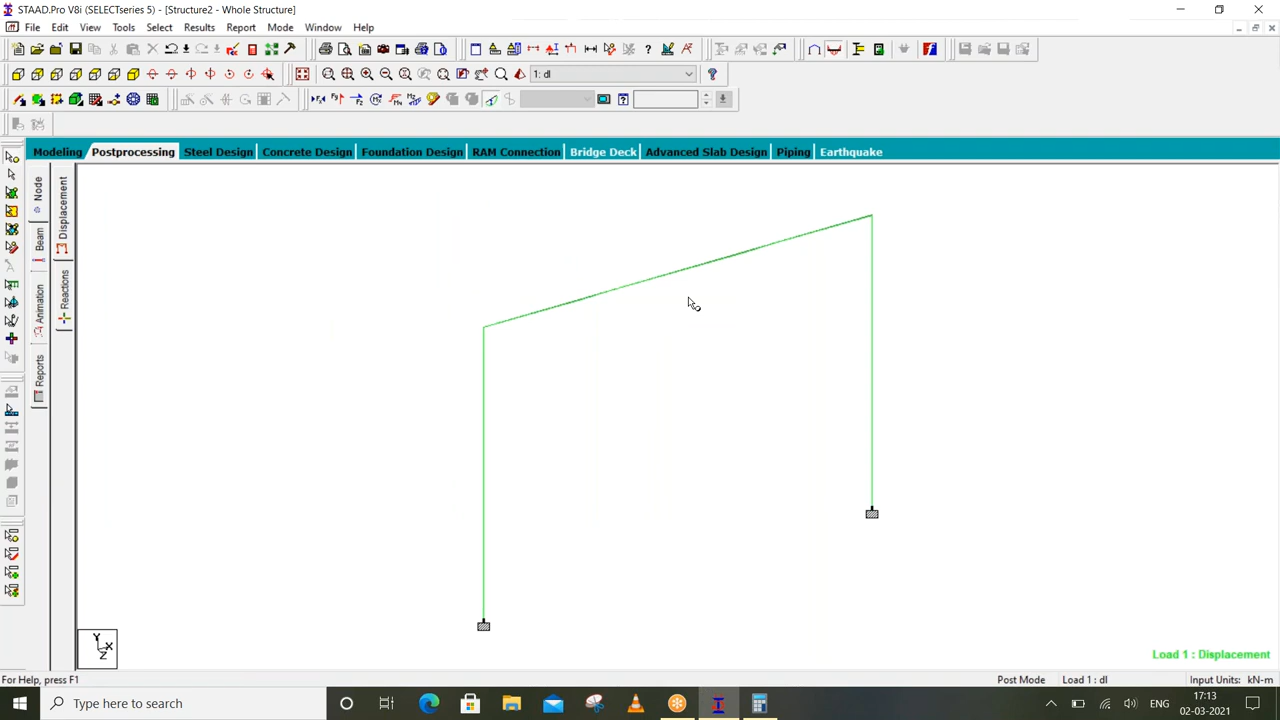 STAAD.Pro V8i (SELECTseries 5) - [Structure2 - Whole Structure]
File Edit View Tools Select Results Report Mode Window Help
1: dl
Modeling Postprocessing Steel Design Concrete Design Foundation Design RAM Connection Bridge Deck Advanced Slab Design Piping Earthquake
Node
Beam
Animation
Reports
Displacement
Reactions
Y
X
Z
Load 1 : Displacement
For Help, press F1
Post Mode
Load 1 : dl
Input Units: kN-m
Type here to search
ENG
17:13
02-03-2021